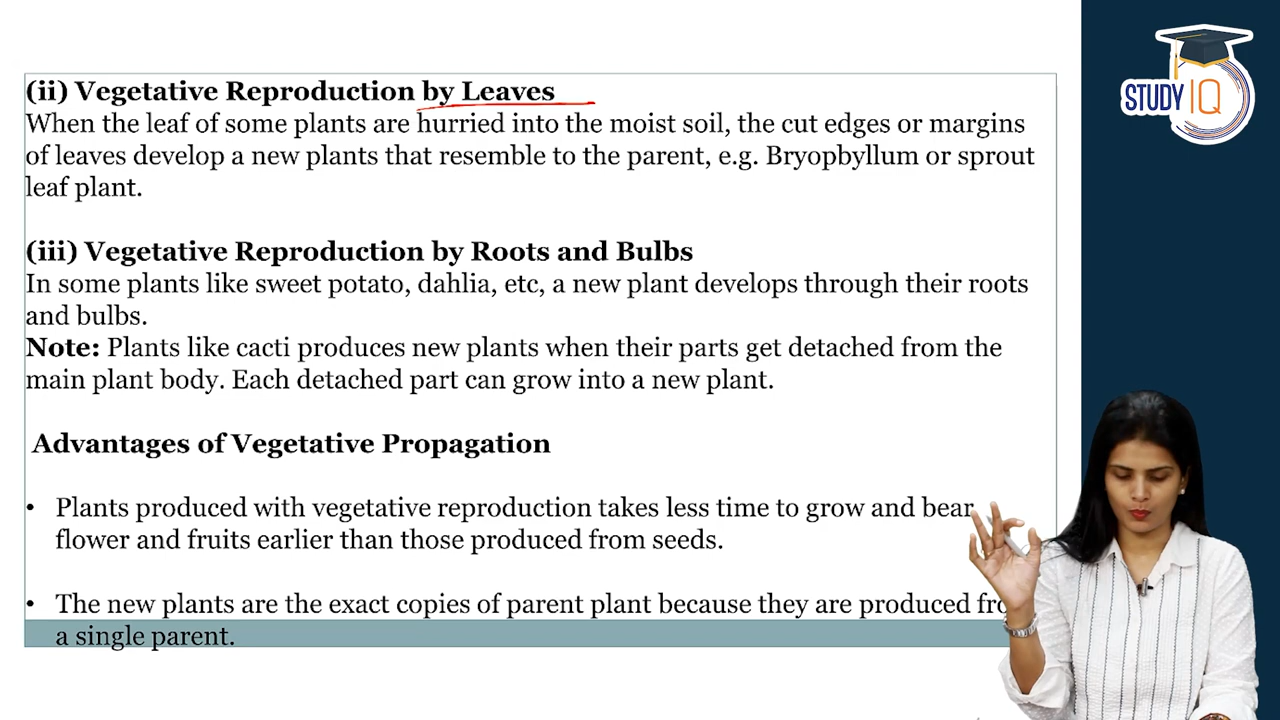 (ii) Vegetative Reproduction by Leaves
When the leaf of some plants are hurried into the moist soil, the cut edges or margins
of leaves develop a new plants that resemble to the parent, e.g. Bryopbyllum or sprout
leaf plant.
(iii) Vegetative Reproduction by Roots and Bulbs
In some plants like sweet potato, dahlia, etc, a new plant develops through their roots
and bulbs.
Note: Plants like cacti produces new plants when their parts get detached from the
main plant body. Each detached part can grow into a new plant.
Advantages of Vegetative Propagation
• Plants produced with vegetative reproduction takes less time to grow and bear
flower and fruits earlier than those produced from seeds.
• The new plants are the exact copies of parent plant because they are produced
a single parent.
STUDY IQ